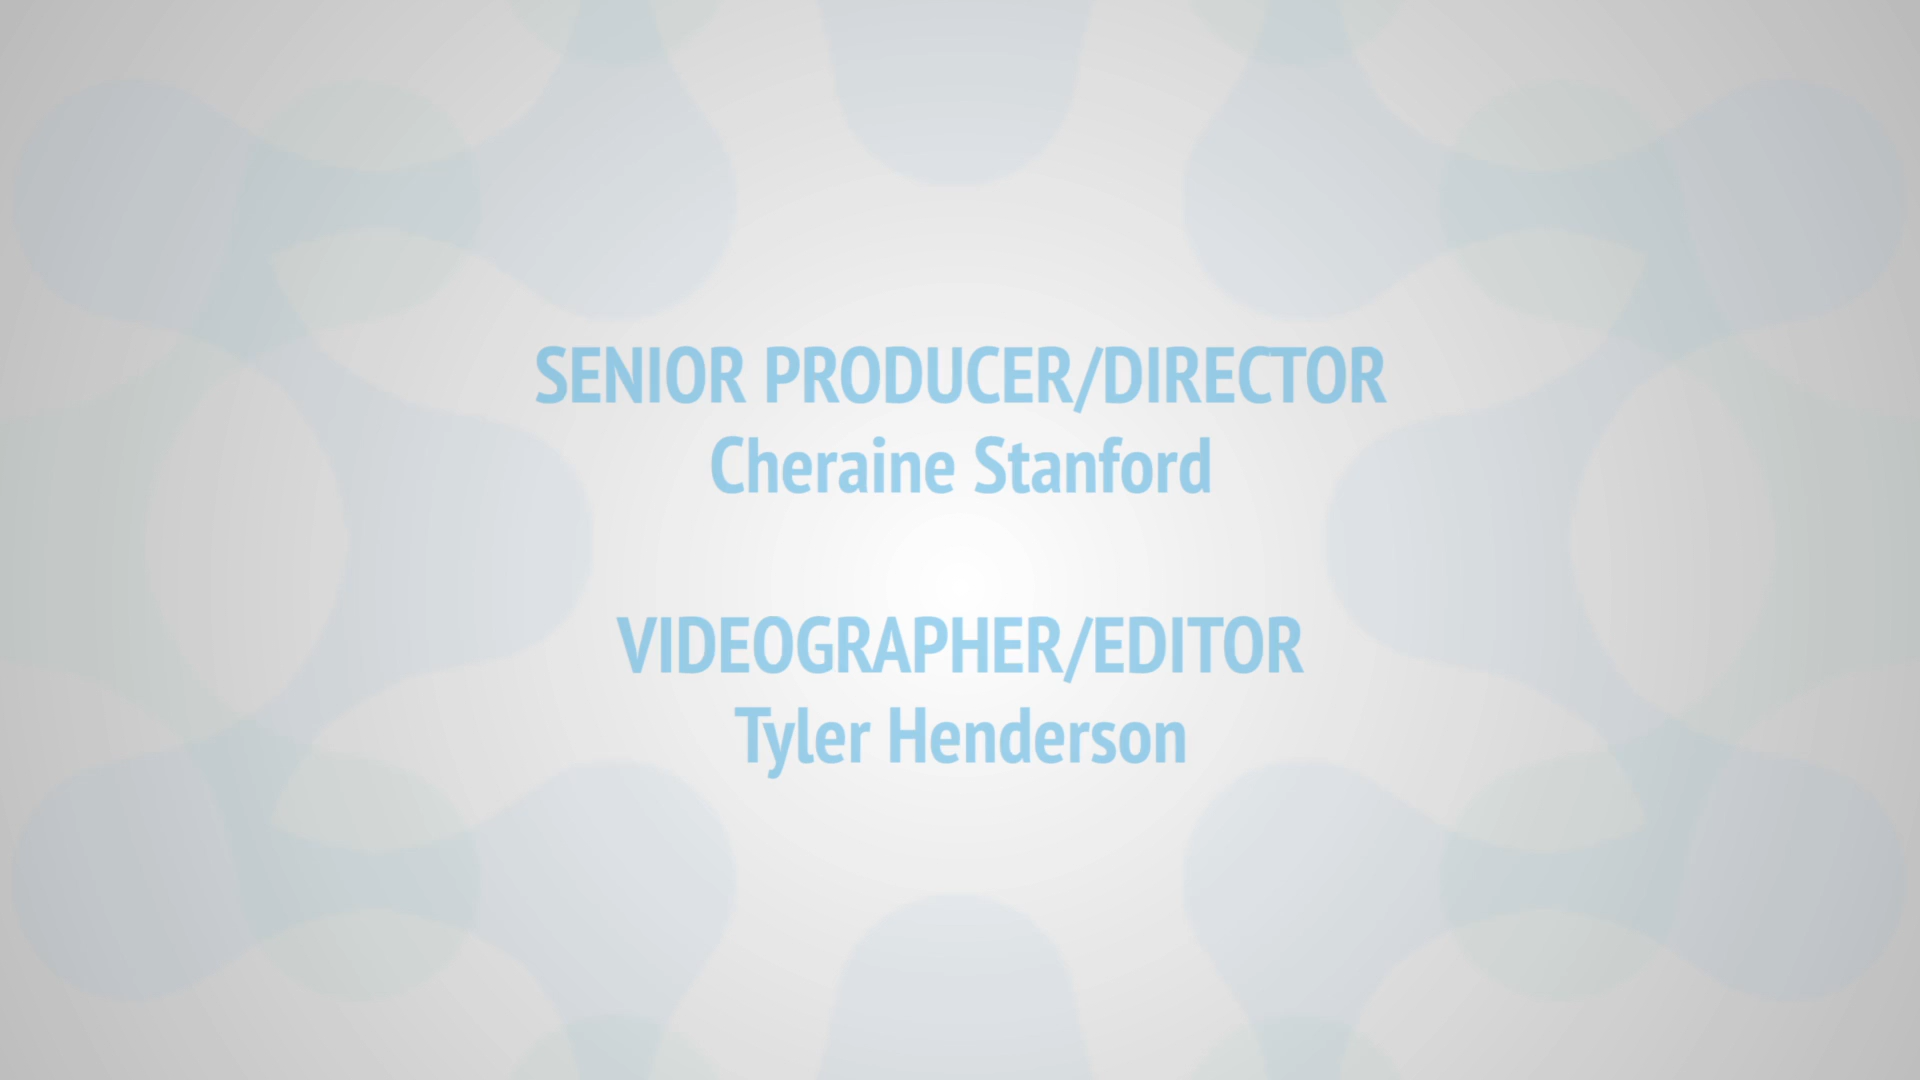 SENIOR PRODUCER/DIRECTOR
Cheraine Stanford
VIDEOGRAPHER/EDITOR
Tyler Henderson